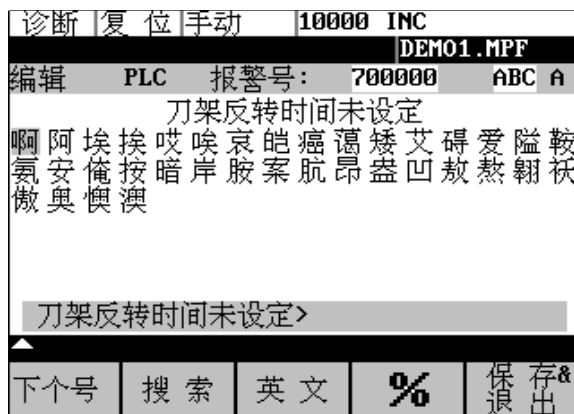 诊断 复 位 手动 10000 INC
DEMO1.MPF
编辑 PLC 报警号: 700000 ABC A
刀架反转时间未设定
啊阿埃挨哎唉哀皑癌蔼矮艾碍爱隘鞍
氨安俺按暗岸胺案肮昂盎凹敖熬翱袄
傲奥懊澳
刀架反转时间未设定>
下个号 搜 索 英 文 % 保 存&
退 出